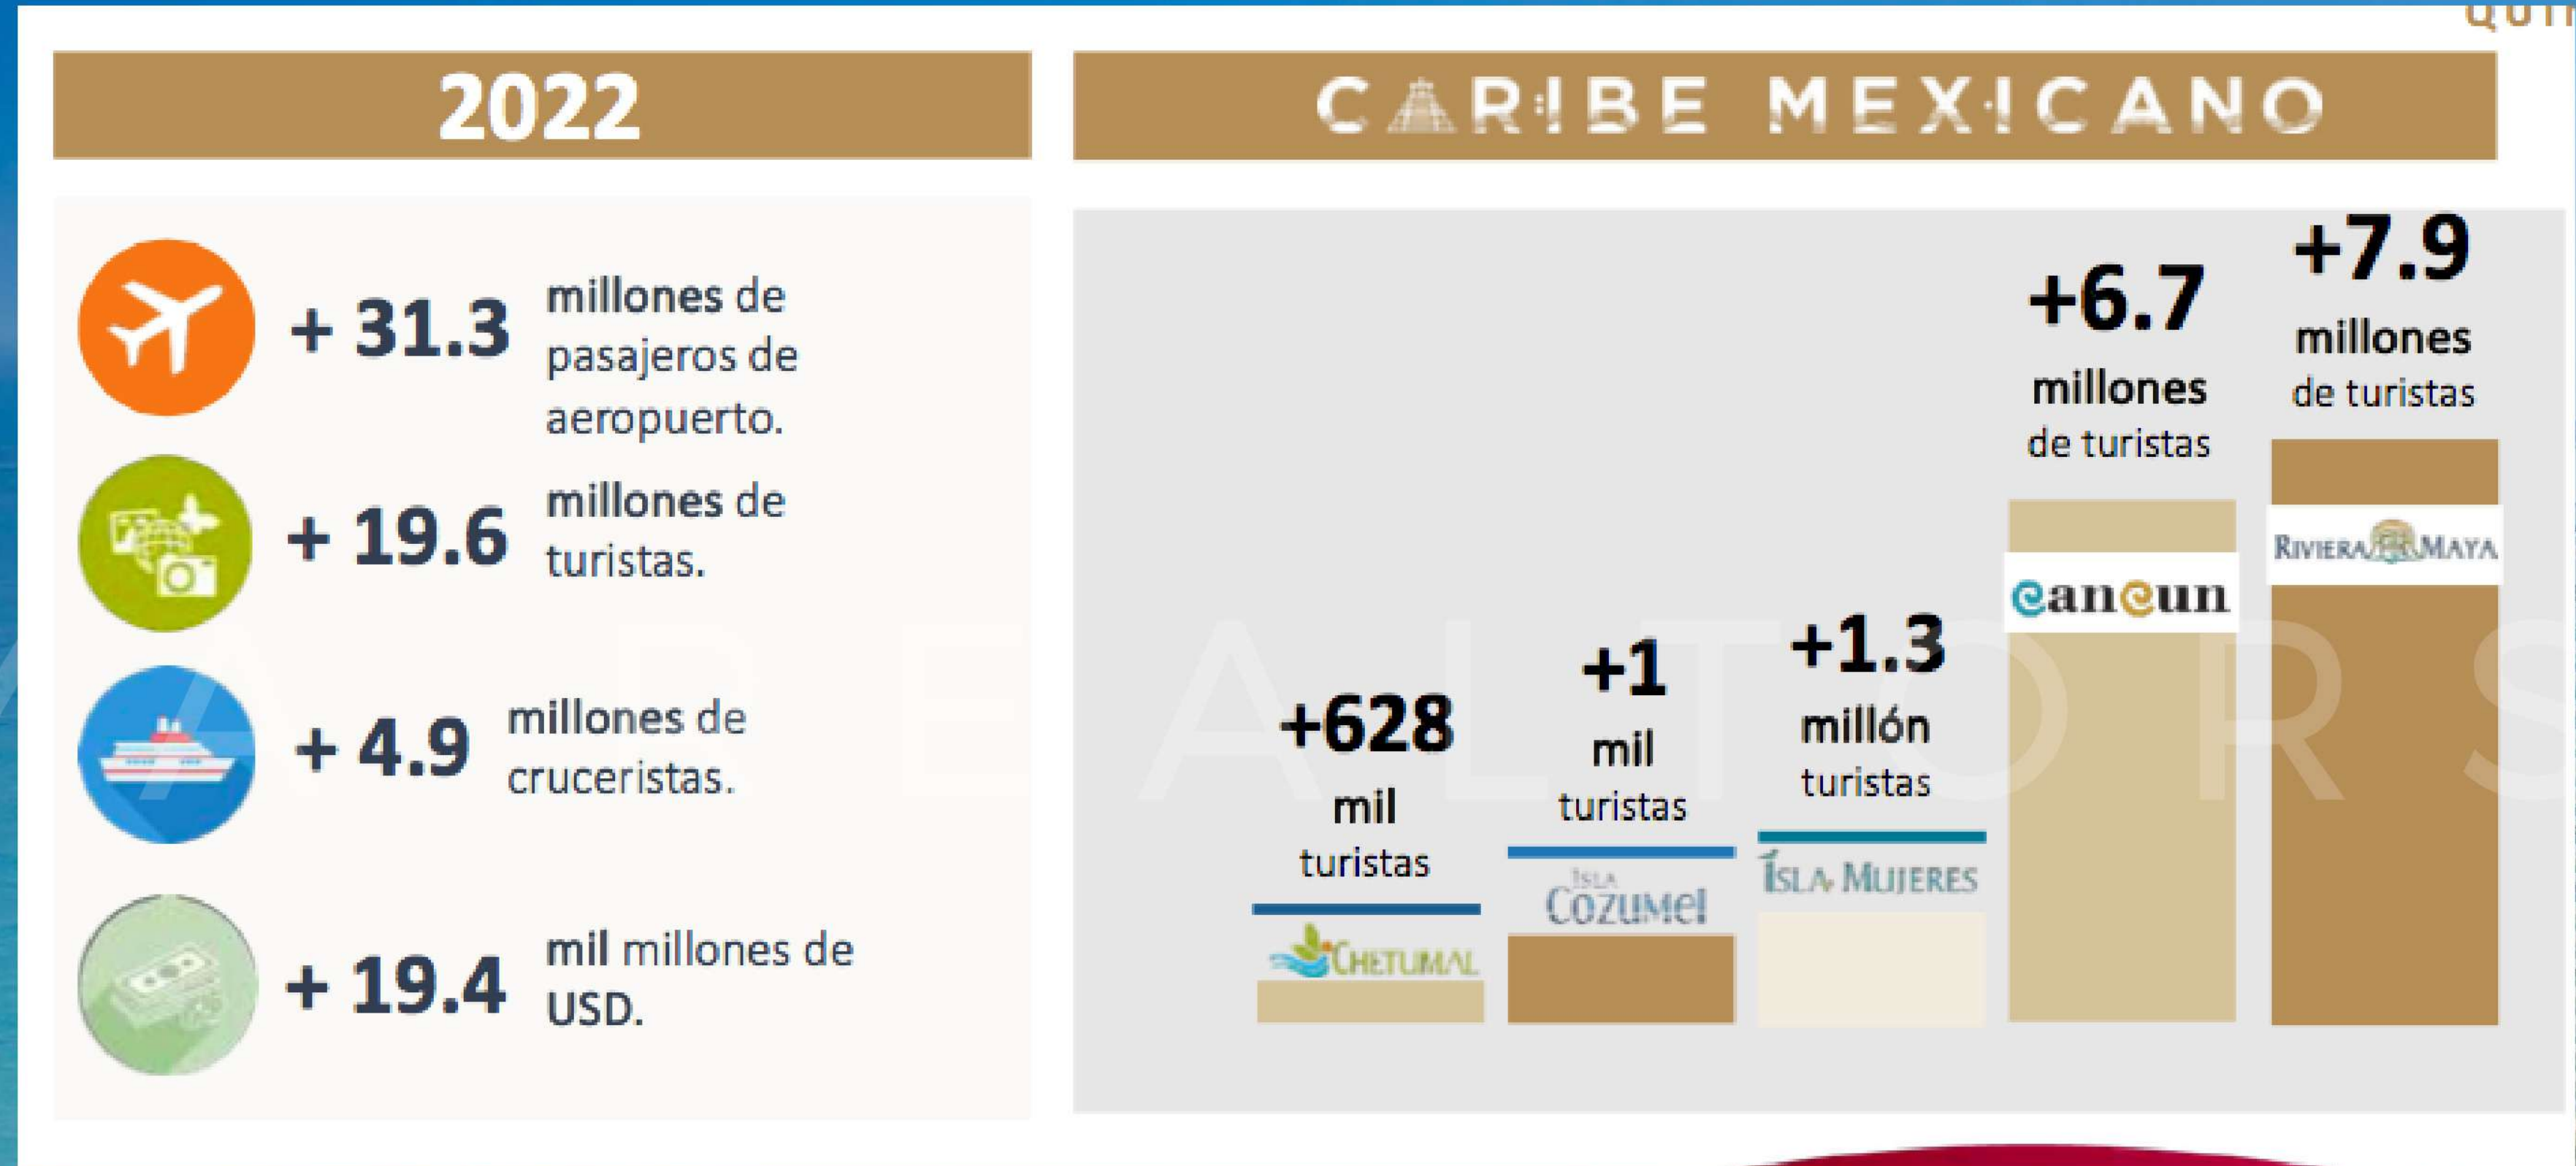 2022
CARIBE MEXICANO
+ 31.3
millones de
pasajeros de
aeropuerto.
+ 19.6
millones de
turistas.
+ 4.9
millones de
cruceristas.
+ 19.4
mil millones de
USD.
+628
mil
turistas
CHETUMAL
+1
mil
turistas
ISLA
COZUMEL
+1.3
millón
turistas
ISLA MUJERES
+6.7
millones
de turistas
cancun
+7.9
millones
de turistas
RIVIERA MAYA
REALTORS